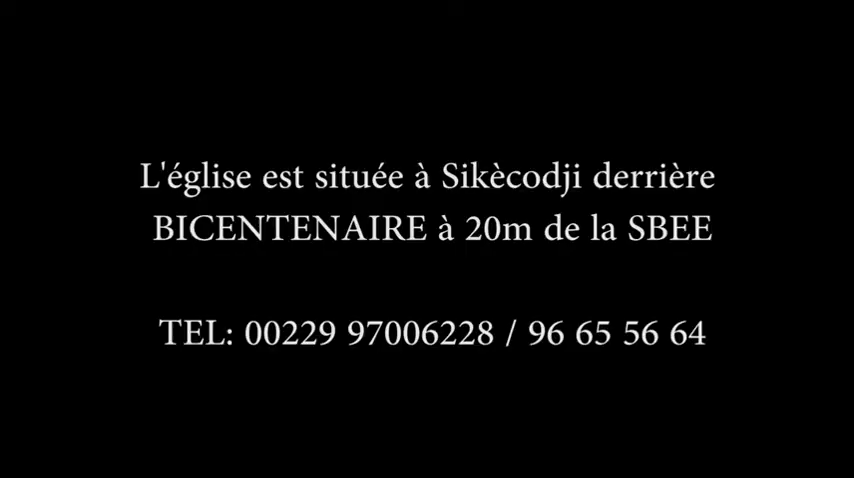 L'église est située à Sikècodji derrière
BICENTENAIRE à 20m de la SBEE
TEL: 00229 97006228 / 96 65 56 64